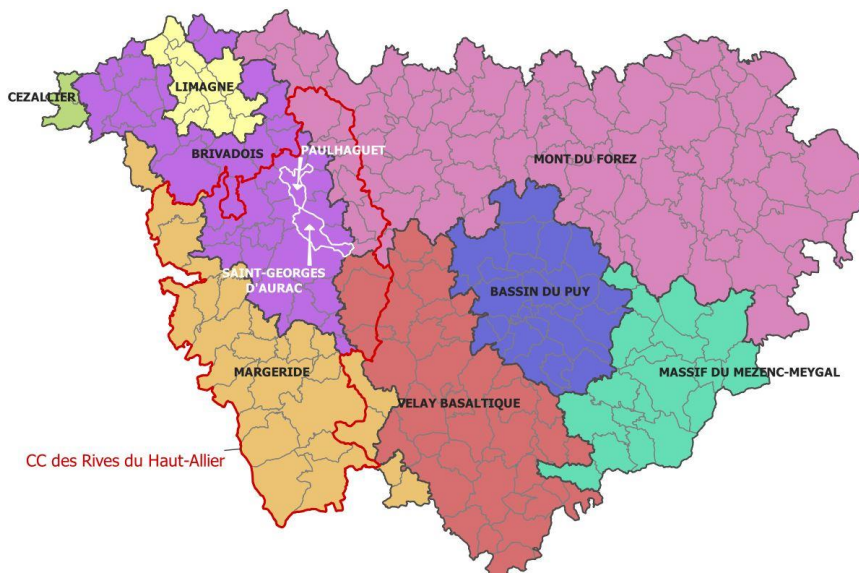 CEZALLIER
LIMAGNE
BRIVADOIS
PAULHAGUET
MONT DU FOREZ
SAINT-GEORGES
D'AURAC
BASSIN DU PUY
MARGERIDE
MASSIF DU MEZENC-MEYGAL
VELAY BASALTIQUE
CC des Rives du Haut-Allier